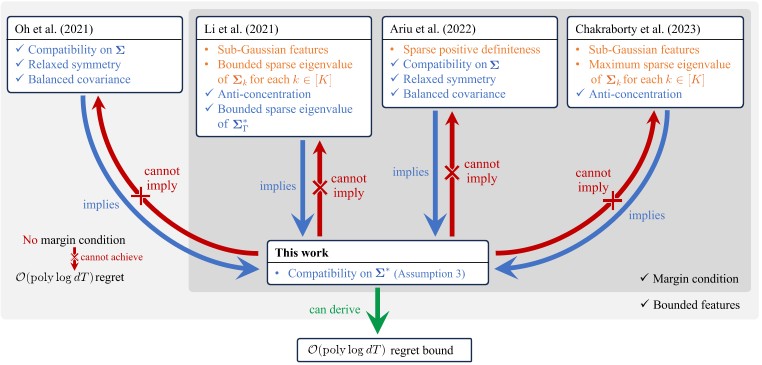 Oh et al. (2021)
✓ Compatibility on Σ
✓ Relaxed symmetry
✓ Balanced covariance
Li et al. (2021)
• Sub-Gaussian features
• Bounded sparse eigenvalue
of Σ_k for each k ∈ [K]
✓ Anti-concentration
✓ Bounded sparse eigenvalue
of Σ*_Γ
Ariu et al. (2022)
• Sparse positive definiteness
✓ Compatibility on Σ
✓ Relaxed symmetry
✓ Balanced covariance
Chakraborty et al. (2023)
• Sub-Gaussian features
• Maximum sparse eigenvalue
of Σ_k for each k ∈ [K]
✓ Anti-concentration
implies
cannot
imply
implies
cannot
imply
implies
cannot
imply
cannot
imply
implies
No margin condition
cannot achieve
O(poly log dT) regret
This work
• Compatibility on Σ* (Assumption 3)
✓ Margin condition
✓ Bounded features
can derive
O(poly log dT) regret bound